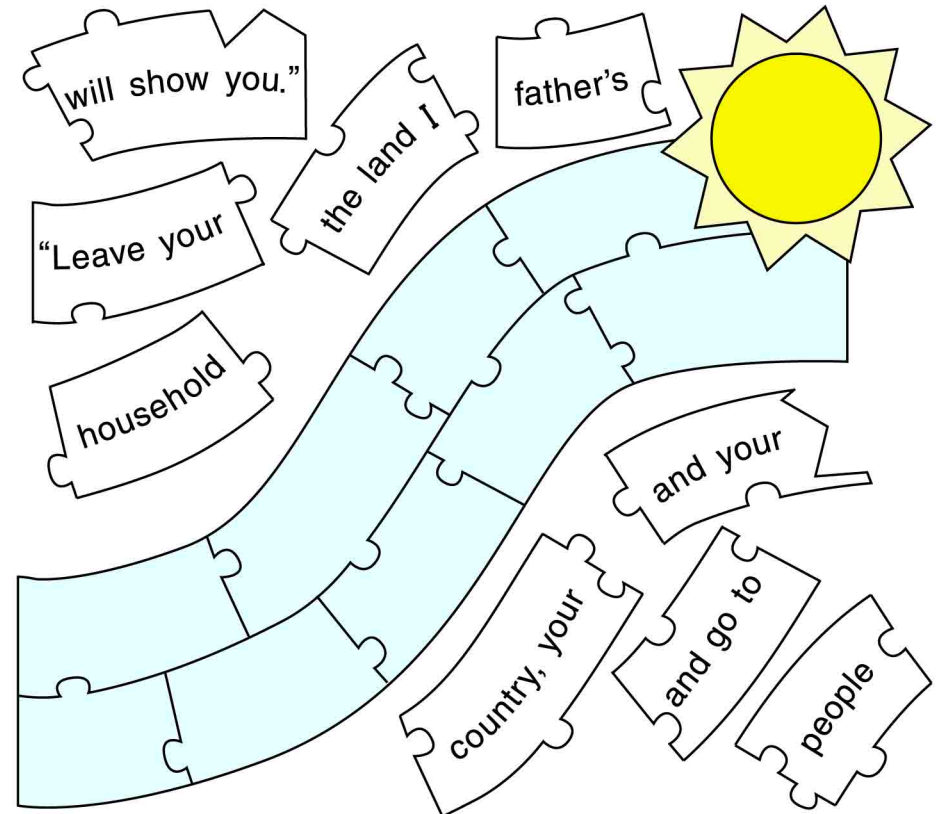 will show you.”
the land I
father’s
“Leave your
household
and your
country, your
and go to
people